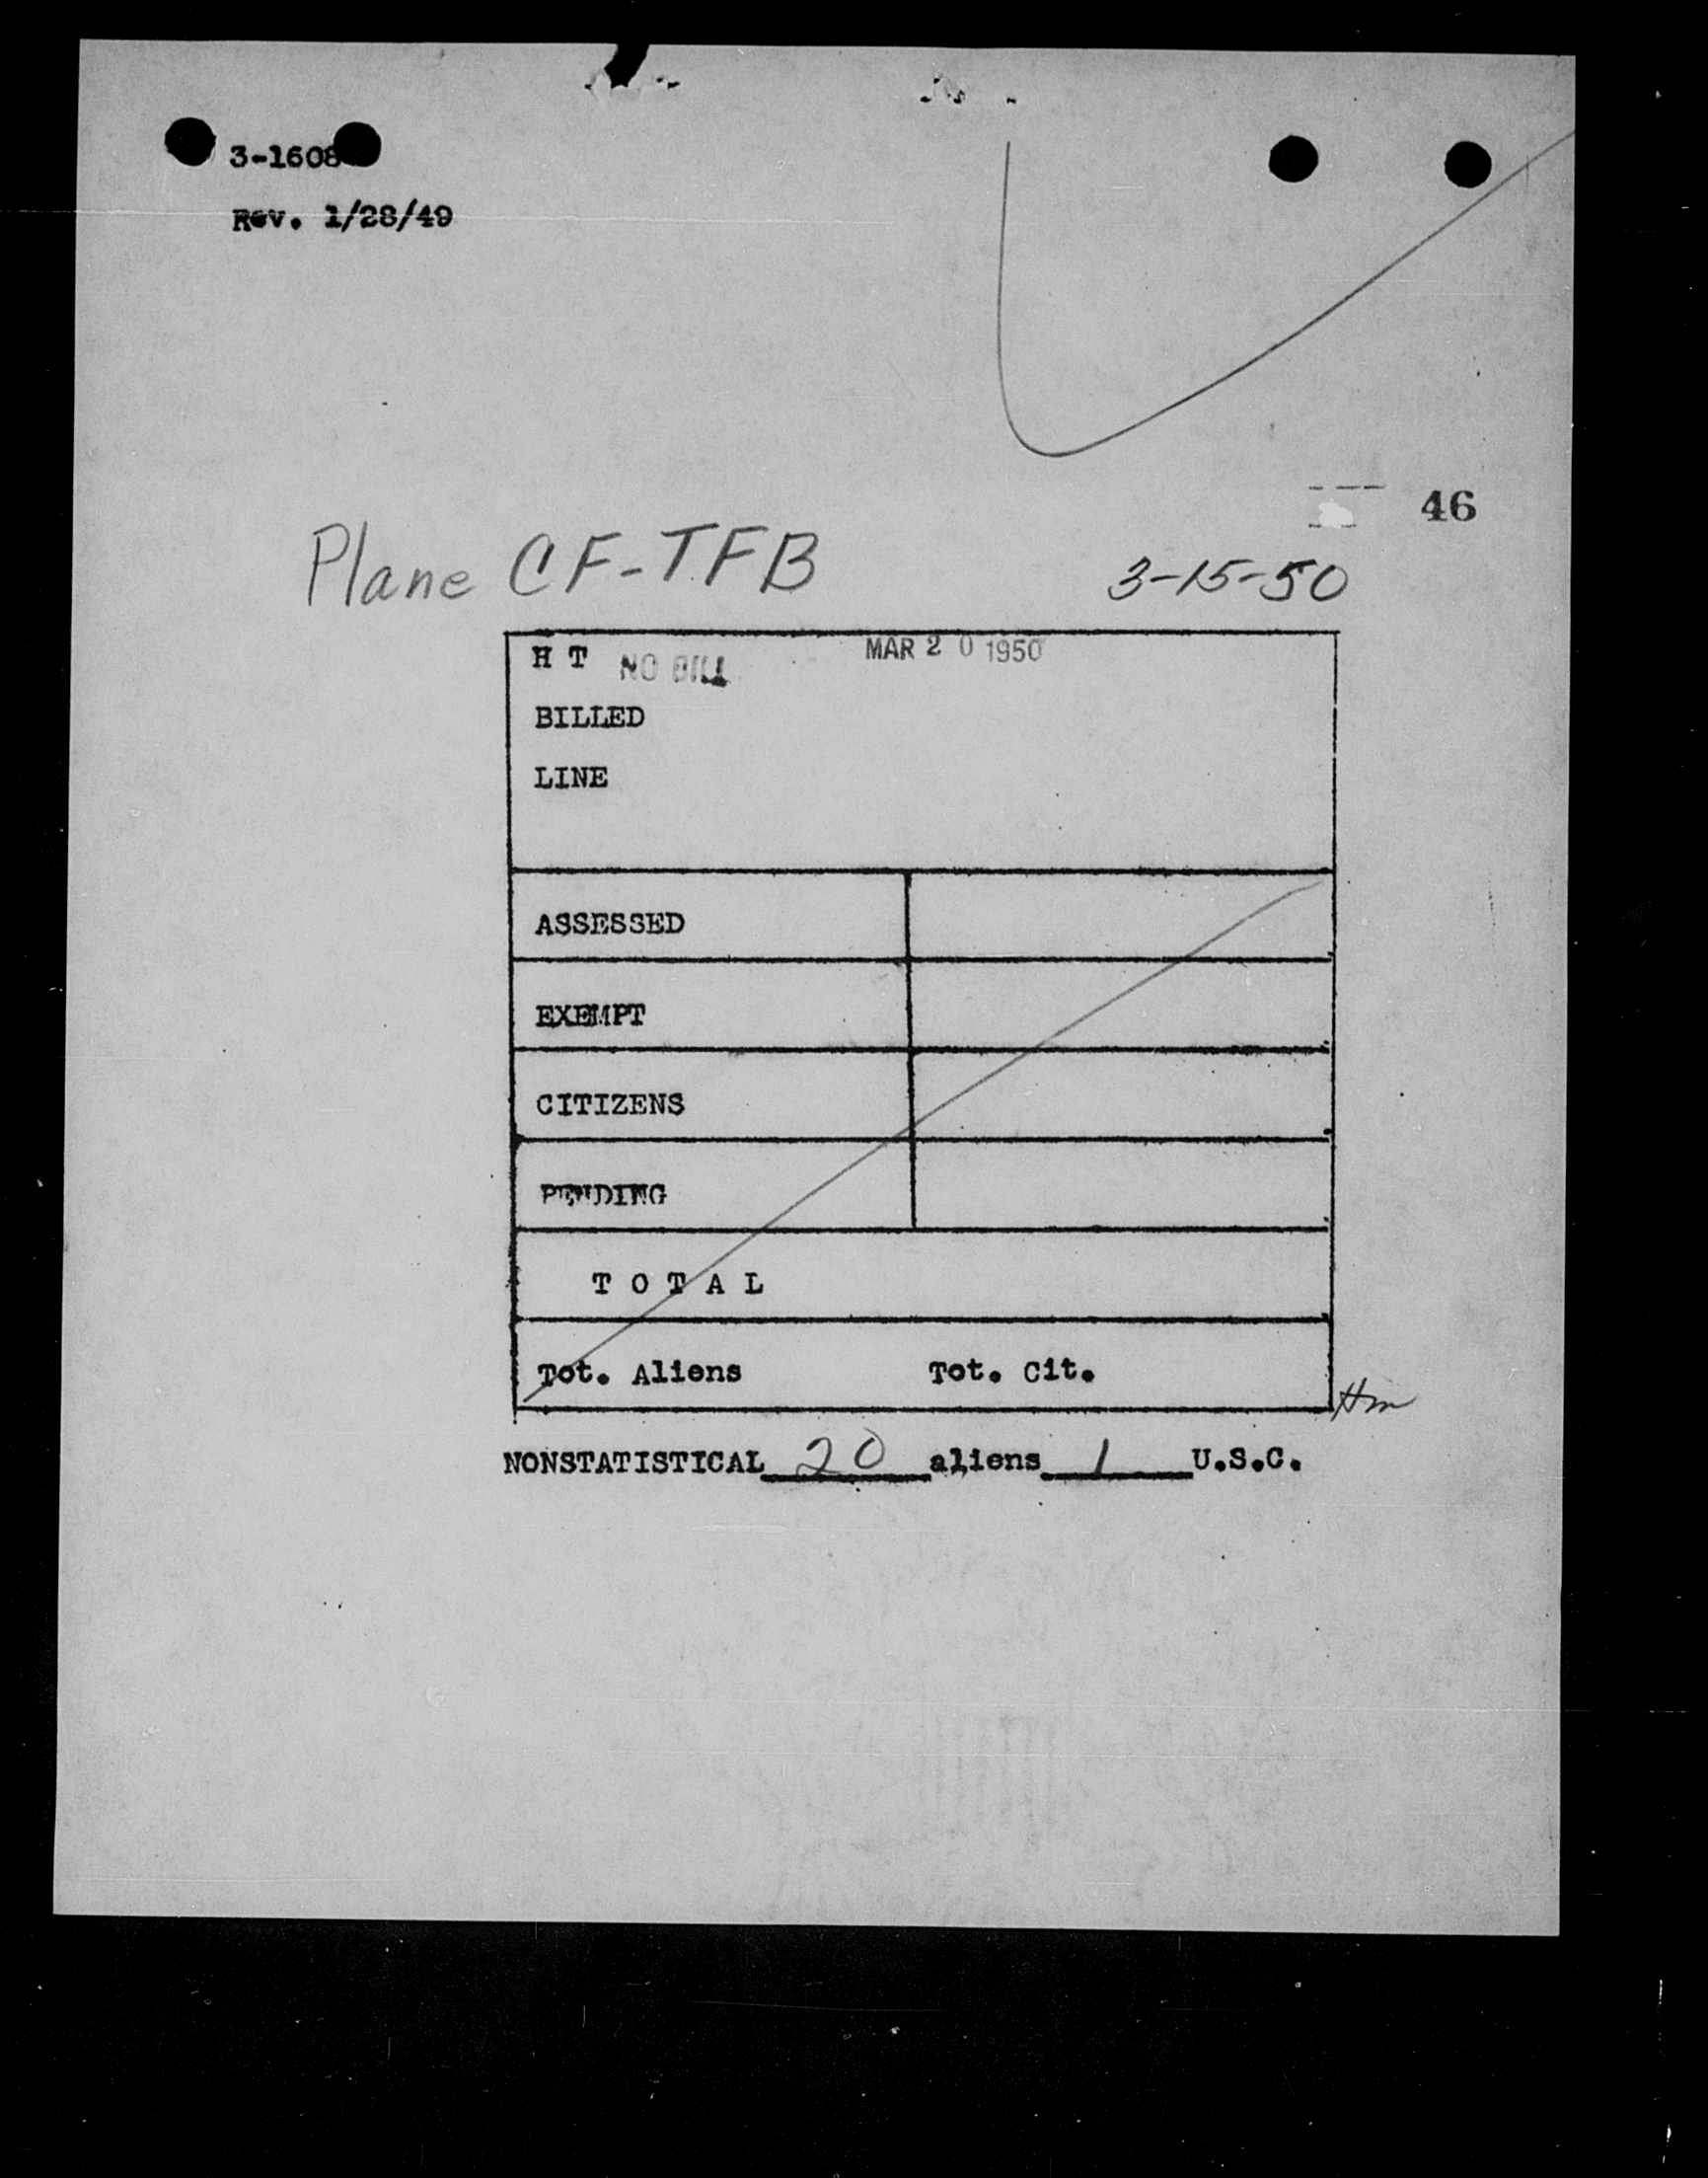 3-1608
Rev. 1/28/49
46
Plane CF-TFB 3-15-50
H T NO BILL MAR 20 1950
BILLED
LINE
ASSESSED
EXEMPT
CITIZENS
PENDING
T O T A L
Tot. Aliens Tot. Cit.
NONSTATISTICAL 20 aliens 1 U.S.C.